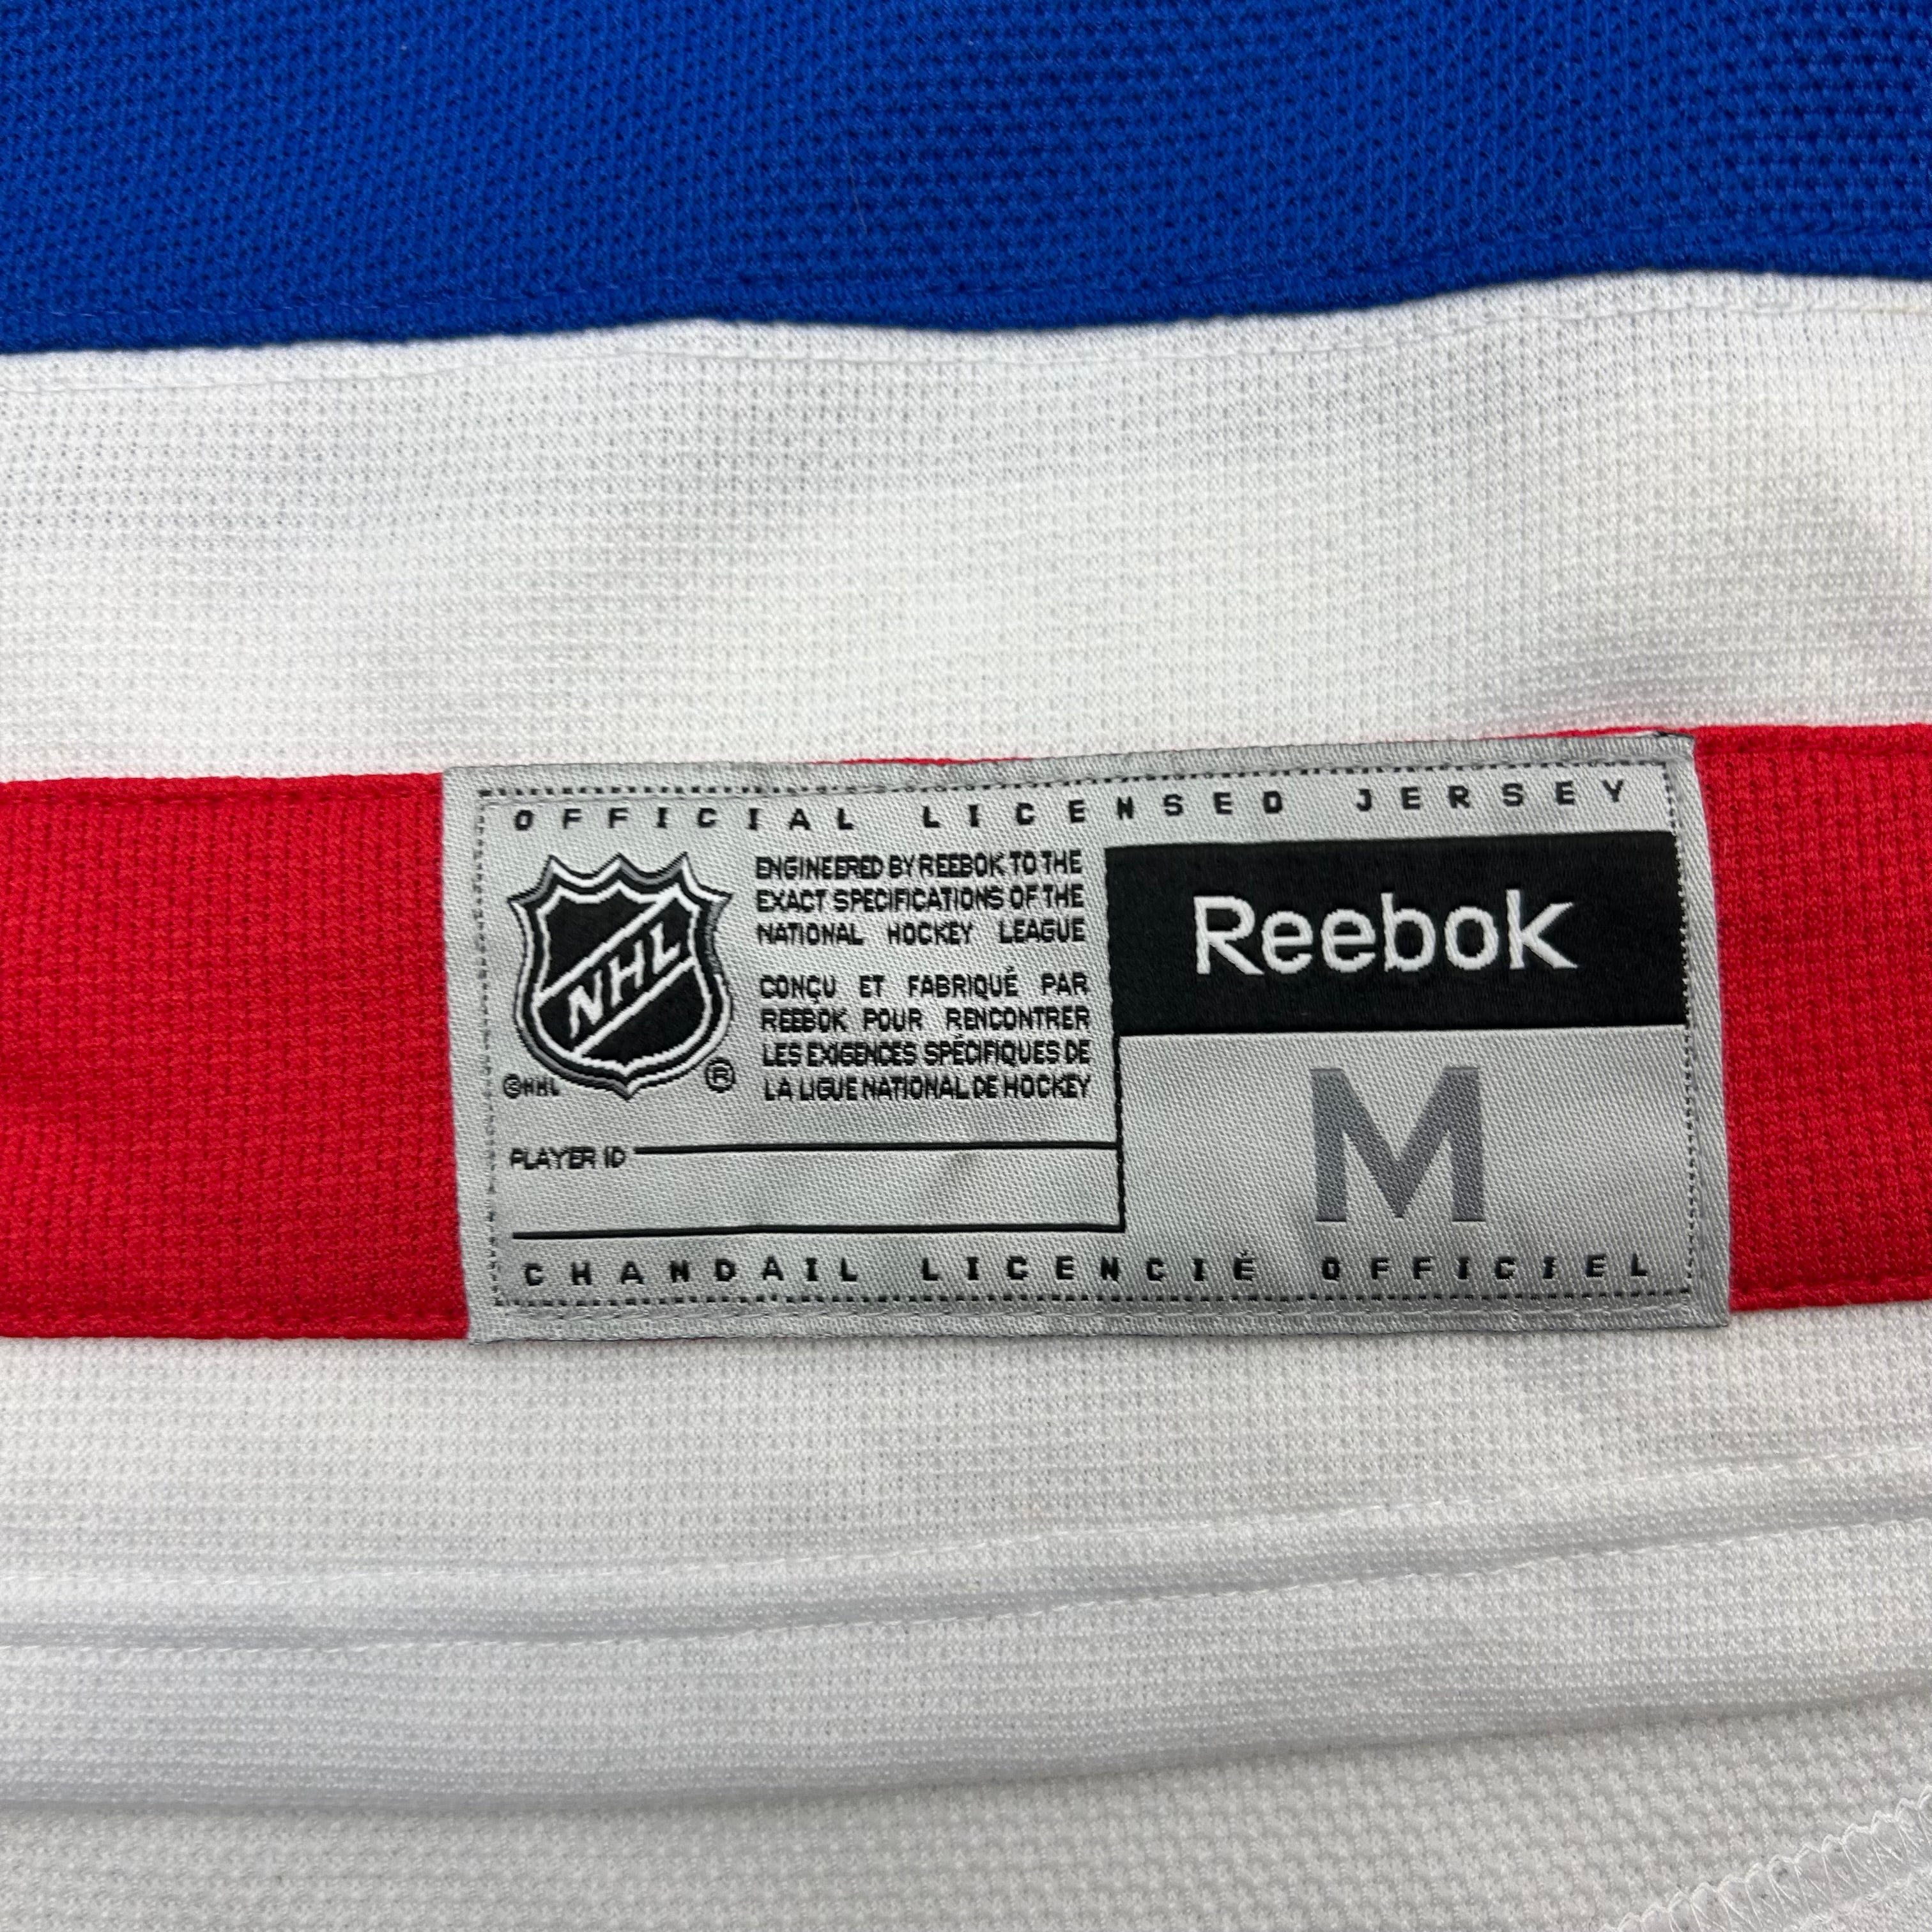 OFFICIAL LICENSED JERSEY
NHL
©NHL
®
ENGINEERED BY REEBOK TO THE
EXACT SPECIFICATIONS OF THE
NATIONAL HOCKEY LEAGUE
CONÇU ET FABRIQUÉ PAR
REEBOK POUR RENCONTRER
LES EXIGENCES SPÉCIFIQUES DE
LA LIGUE NATIONAL DE HOCKEY
Reebok
M
PLAYER ID
CHANDAIL LICENCIÉ OFFICIEL